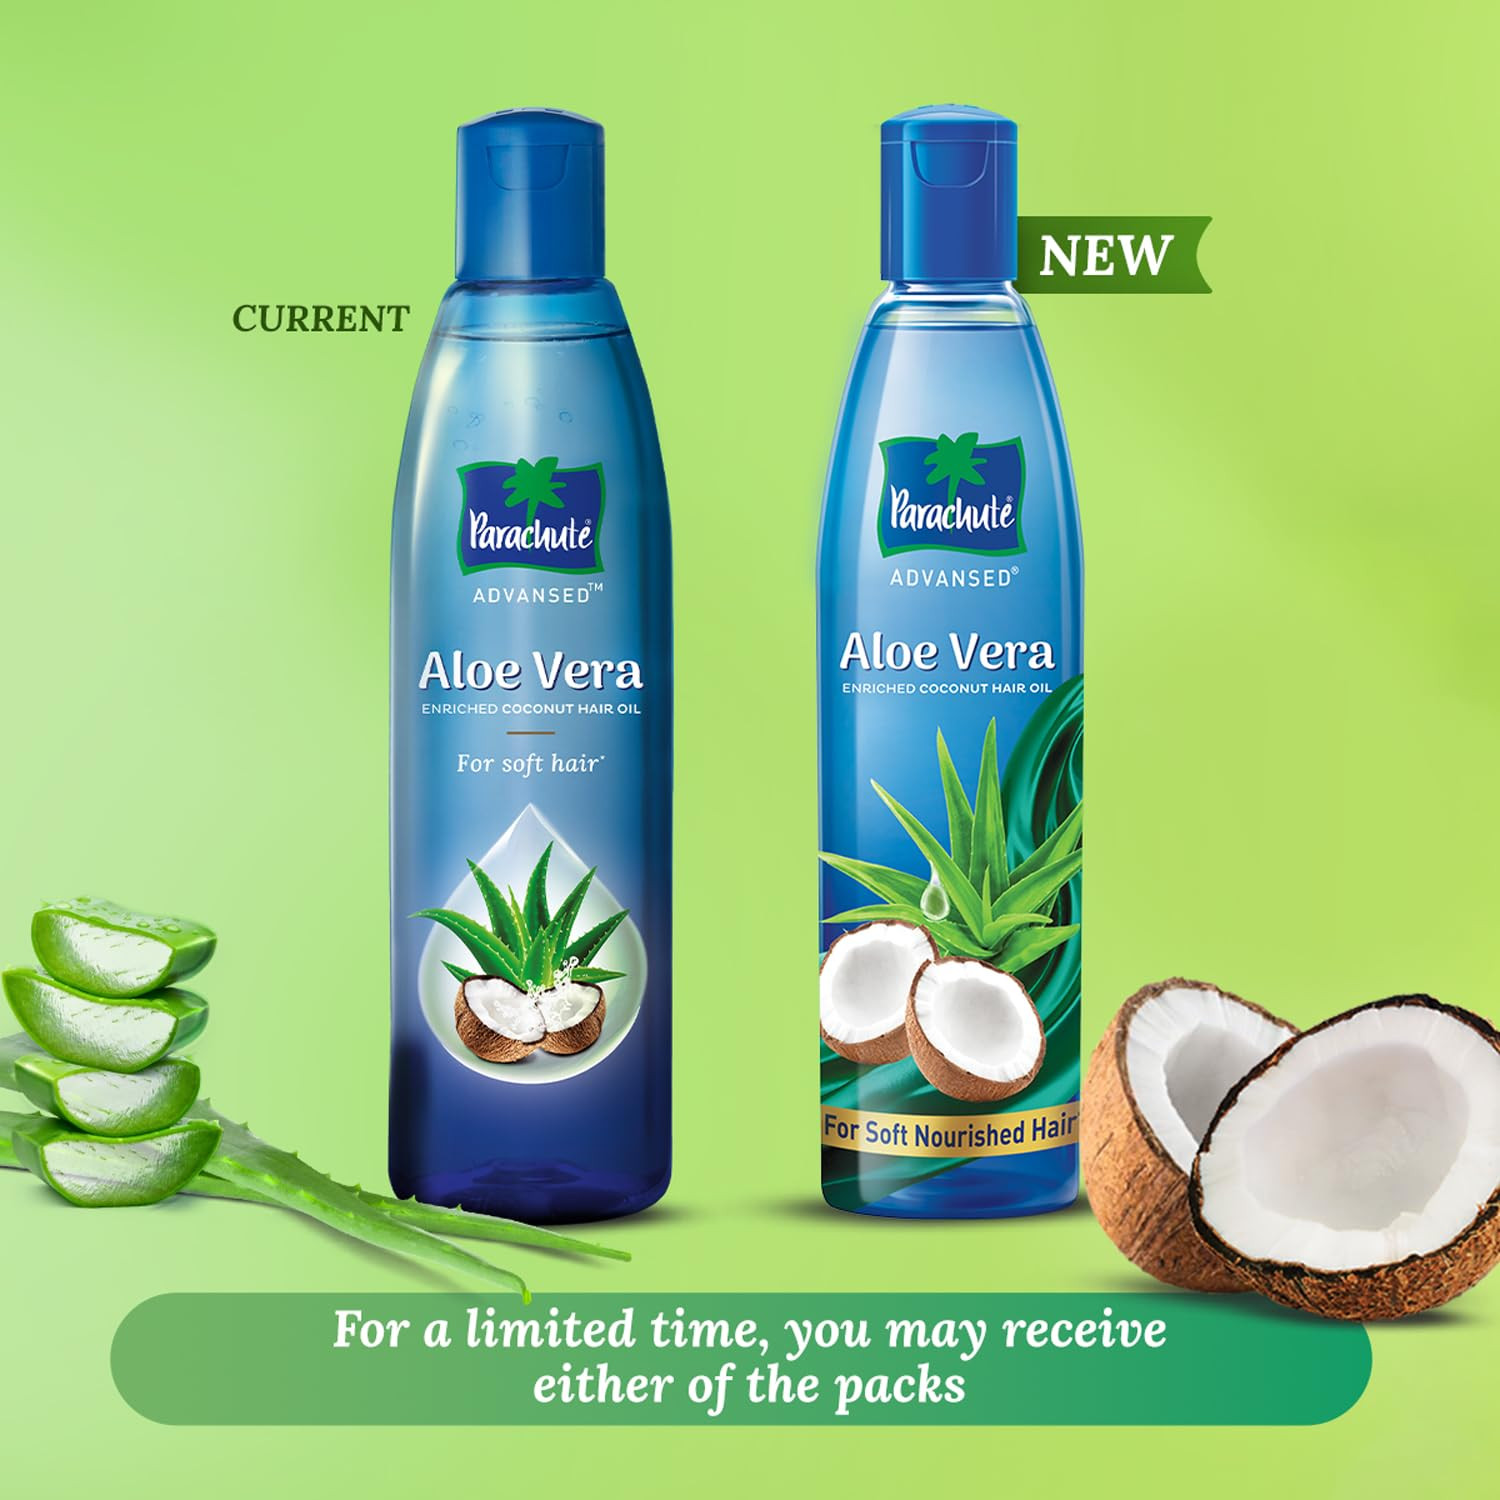 CURRENT
NEW
Parachute®
ADVANSED™
Aloe Vera
ENRICHED COCONUT HAIR OIL
For soft hair*
Parachute®
ADVANSED®
Aloe Vera
ENRICHED COCONUT HAIR OIL
For Soft Nourished Hair
For a limited time, you may receive
either of the packs